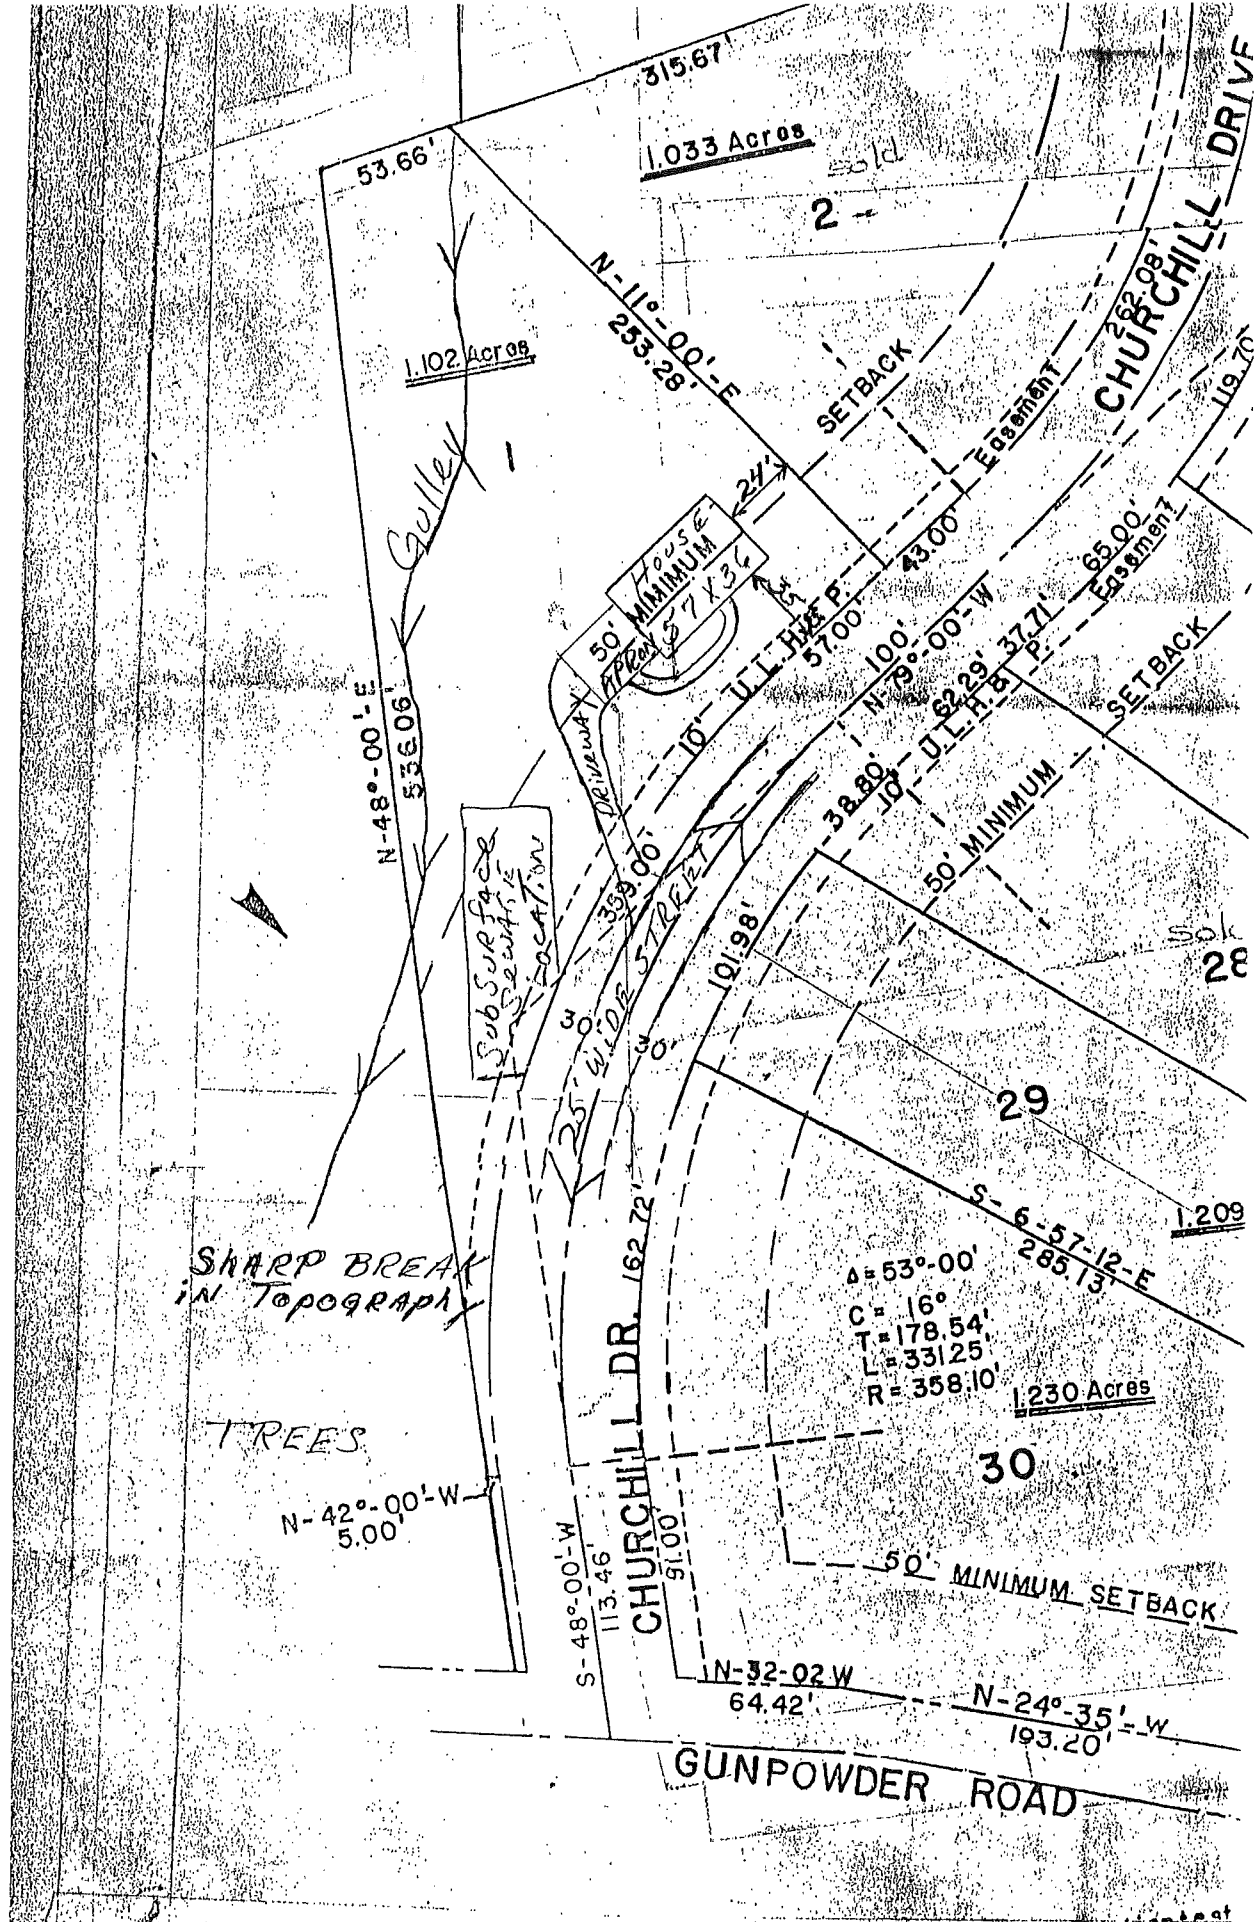 315.67'
53.66'
1.033 Acres
sold
2
CHURCHILL DRIVE
262.08'
N-11°-00'-E
253.28'
1.102 Acres
1
Gulley
SETBACK
Easement
119.70'
24'
HOUSE
50' MINIMUM
APROX 57 X 36
43.00'
10' U.T. H. & P.
57.00'
65.00'
Easement
100'
N-79°-00'-W
62.29' 37.71'
38.80'
10' U.T. H. & P.
SETBACK
50' MINIMUM
N-48°-00'-E
536.06'
DRIVEWAY
SubSurface
Sewage
LOCATION
359.00'
25' WIDE STREET
30'
30'
101.98'
28
29
S-6-57-12-E
285.13'
1.209
SHARP BREAK
iN TOPOGRAPhy
Δ=53°-00'
C = 16°
T=178.54'
L=331.25'
R=358.10'
1.230 Acres
30
162.72'
CHURCHILL DR.
TREES
N-42°-00'-W
5.00'
S-48°-00'-W
113.46'
CHURCHILL
91.00'
50' MINIMUM SETBACK
N-32-02 W
64.42'
N-24°-35'-W
193.20'
GUNPOWDER ROAD